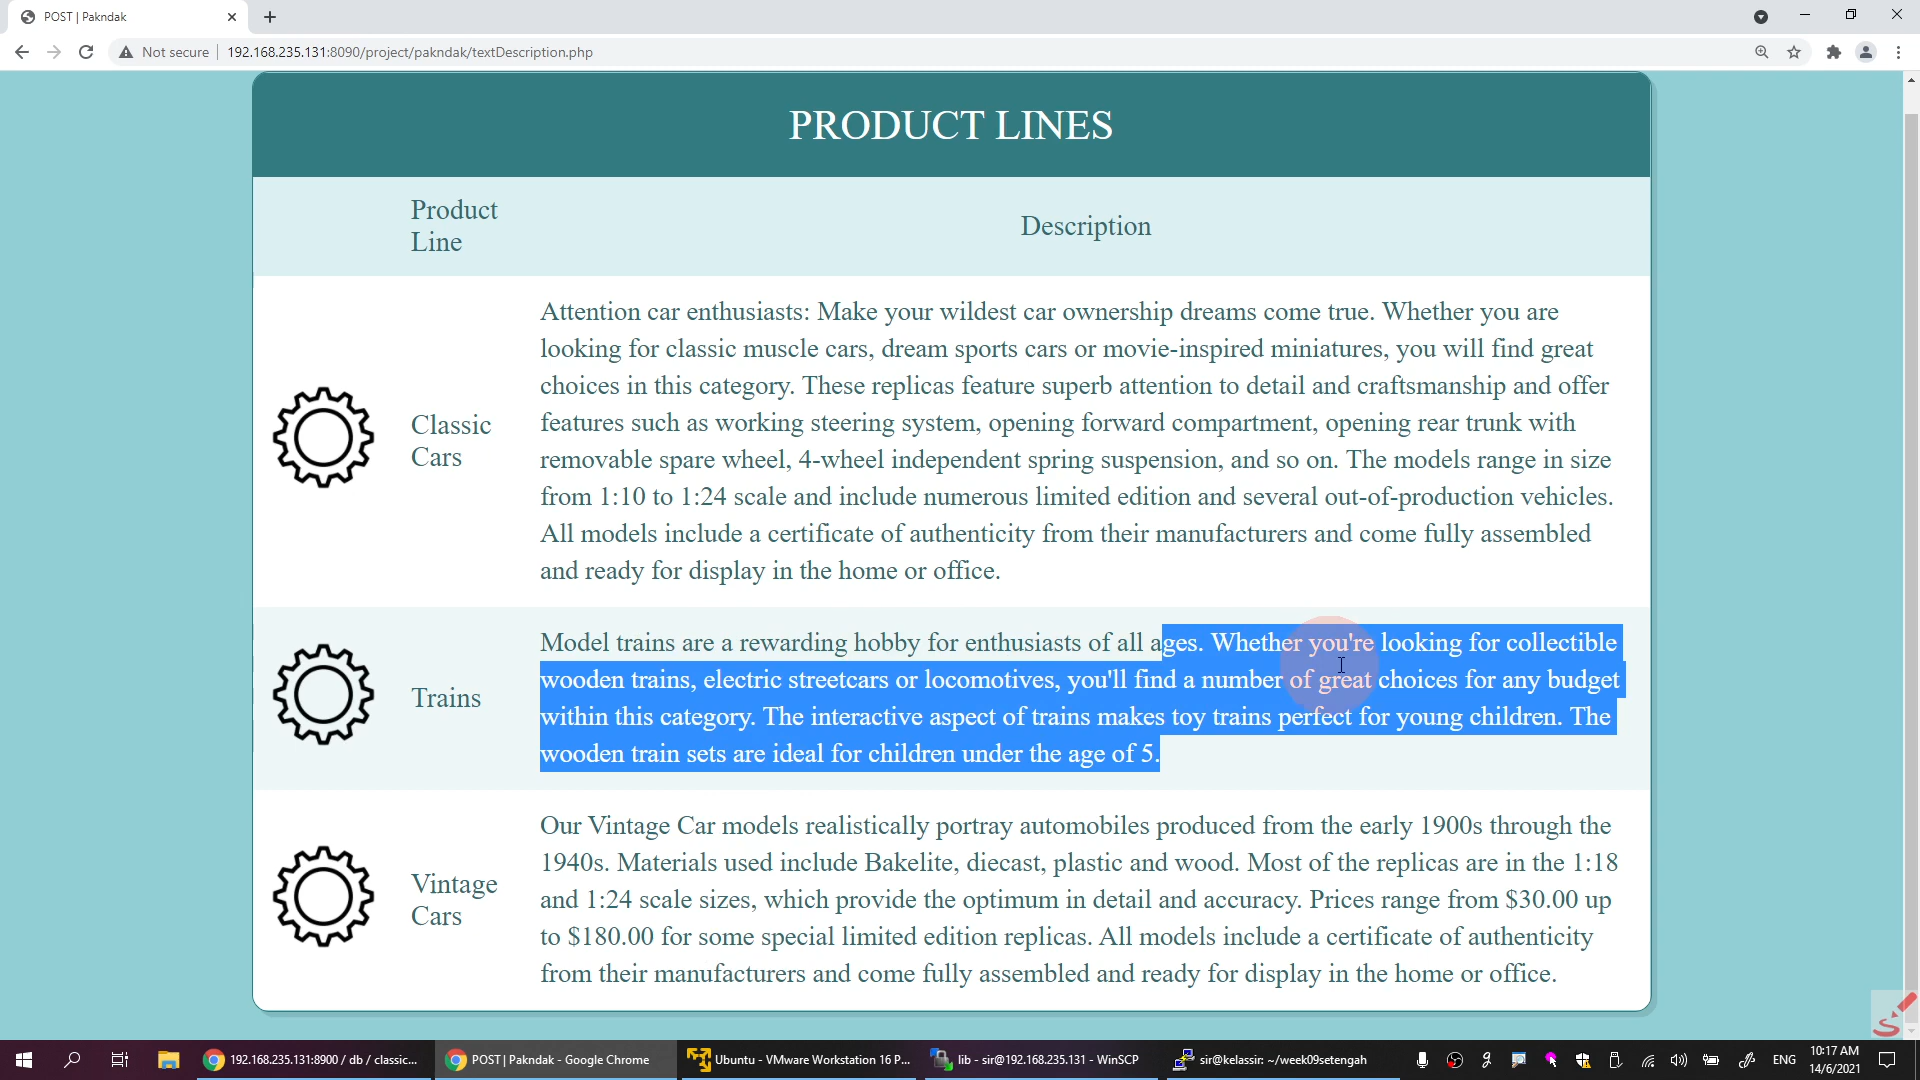 POST | Pakndak
Not secure
192.168.235.131:8090/project/pakndak/textDescription.php
PRODUCT LINES
Product
Line
Description
Classic
Cars
Attention car enthusiasts: Make your wildest car ownership dreams come true. Whether you are
looking for classic muscle cars, dream sports cars or movie-inspired miniatures, you will find great
choices in this category. These replicas feature superb attention to detail and craftsmanship and offer
features such as working steering system, opening forward compartment, opening rear trunk with
removable spare wheel, 4-wheel independent spring suspension, and so on. The models range in size
from 1:10 to 1:24 scale and include numerous limited edition and several out-of-production vehicles.
All models include a certificate of authenticity from their manufacturers and come fully assembled
and ready for display in the home or office.
Trains
Model trains are a rewarding hobby for enthusiasts of all ages. Whether you're looking for collectible
wooden trains, electric streetcars or locomotives, you'll find a number of great choices for any budget
within this category. The interactive aspect of trains makes toy trains perfect for young children. The
wooden train sets are ideal for children under the age of 5.
Vintage
Cars
Our Vintage Car models realistically portray automobiles produced from the early 1900s through the
1940s. Materials used include Bakelite, diecast, plastic and wood. Most of the replicas are in the 1:18
and 1:24 scale sizes, which provide the optimum in detail and accuracy. Prices range from $30.00 up
to $180.00 for some special limited edition replicas. All models include a certificate of authenticity
from their manufacturers and come fully assembled and ready for display in the home or office.
192.168.235.131:8900 / db / classic...
POST | Pakndak - Google Chrome
Ubuntu - VMware Workstation 16 P...
lib - sir@192.168.235.131 - WinSCP
sir@kelassir: ~/week09setengah
ENG
10:17 AM
14/6/2021